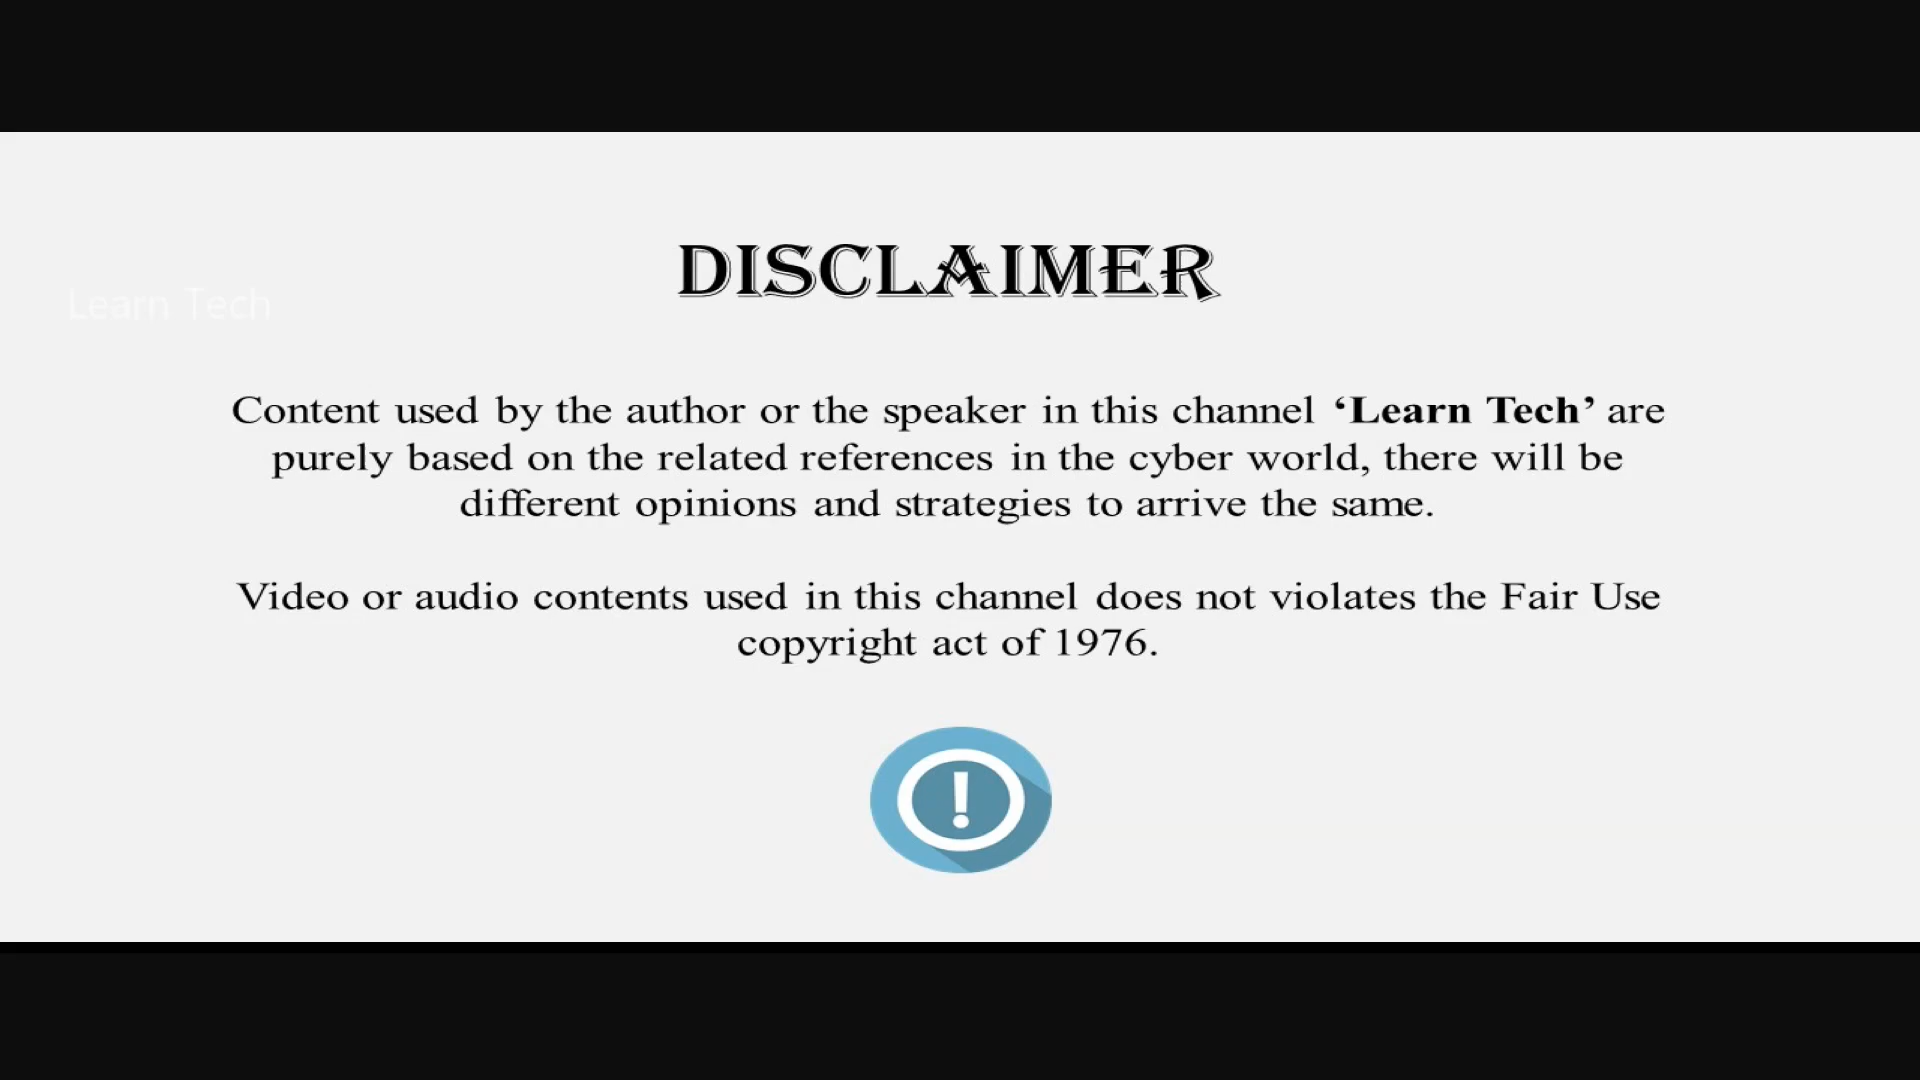 DISCLAIMER
Learn Tech
Content used by the author or the speaker in this channel ‘Learn Tech’ are
purely based on the related references in the cyber world, there will be
different opinions and strategies to arrive the same.
Video or audio contents used in this channel does not violates the Fair Use
copyright act of 1976.
!